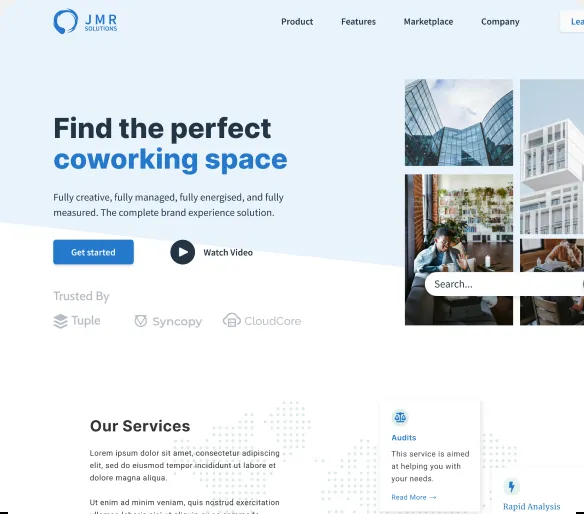 JMR
SOLUTIONS
Product
Features
Marketplace
Company
Lea
Find the perfect
coworking space
Fully creative, fully managed, fully energised, and fully
measured. The complete brand experience solution.
Get started
Watch Video
Search...
Trusted By
Tuple
Syncopy
CloudCore
Our Services
Lorem ipsum dolor sit amet, consectetur adipiscing
elit, sed do eiusmod tempor incididunt ut labore et
dolore magna aliqua.
Ut enim ad minim veniam, quis nostrud exercitation
Audits
This service is aimed
at helping you with
your needs.
Read More →
Rapid Analysis